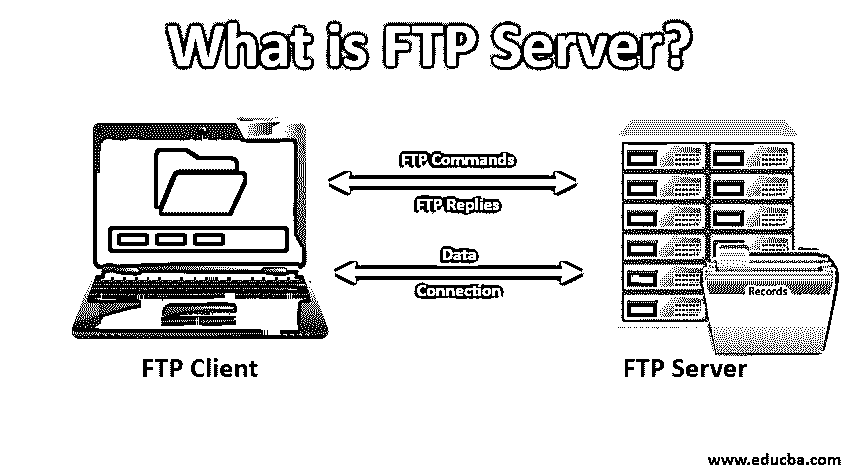 What is FTP Server?
FTP Commands
FTP Replies
Data
Connection
Records
FTP Client
FTP Server
www.educba.com